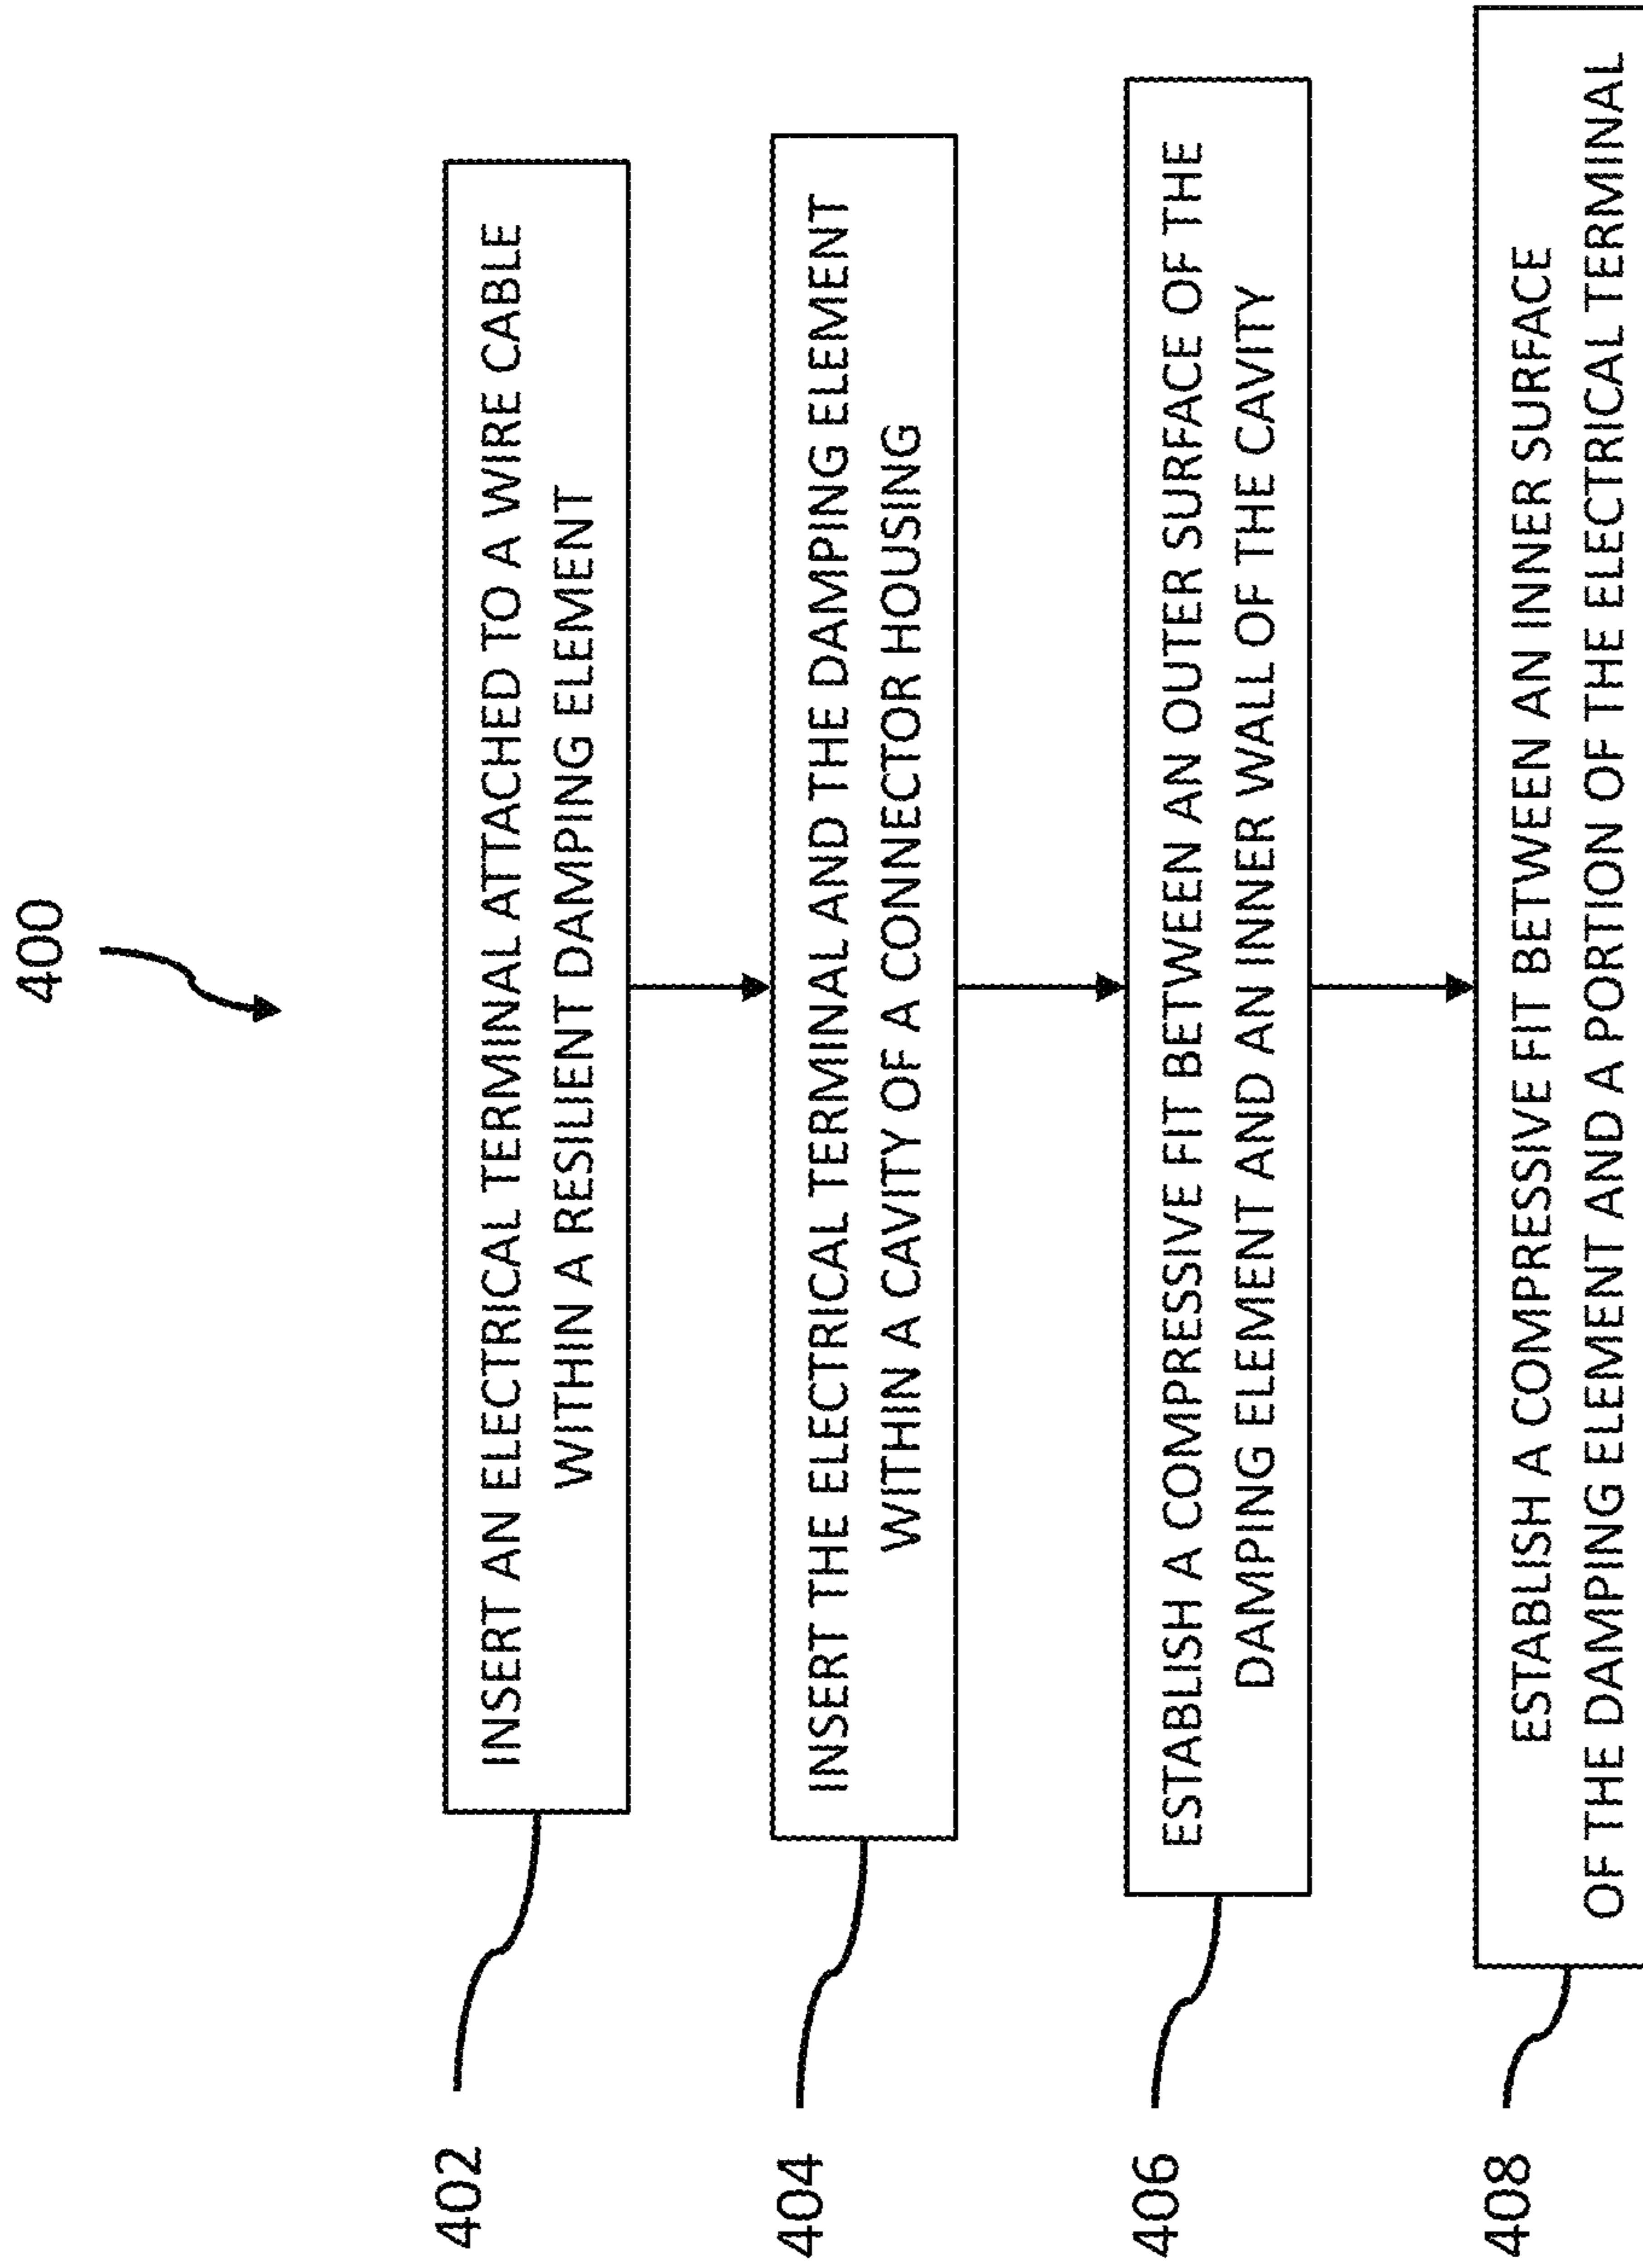 400
402
INSERT AN ELECTRICAL TERMINAL ATTACHED TO A WIRE CABLE
WITHIN A RESILIENT DAMPING ELEMENT
404
INSERT THE ELECTRICAL TERMINAL AND THE DAMPING ELEMENT
WITHIN A CAVITY OF A CONNECTOR HOUSING
406
ESTABLISH A COMPRESSIVE FIT BETWEEN AN OUTER SURFACE OF THE
DAMPING ELEMENT AND AN INNER WALL OF THE CAVITY
408
ESTABLISH A COMPRESSIVE FIT BETWEEN AN INNER SURFACE
OF THE DAMPING ELEMENT AND A PORTION OF THE ELECTRICAL TERMINAL